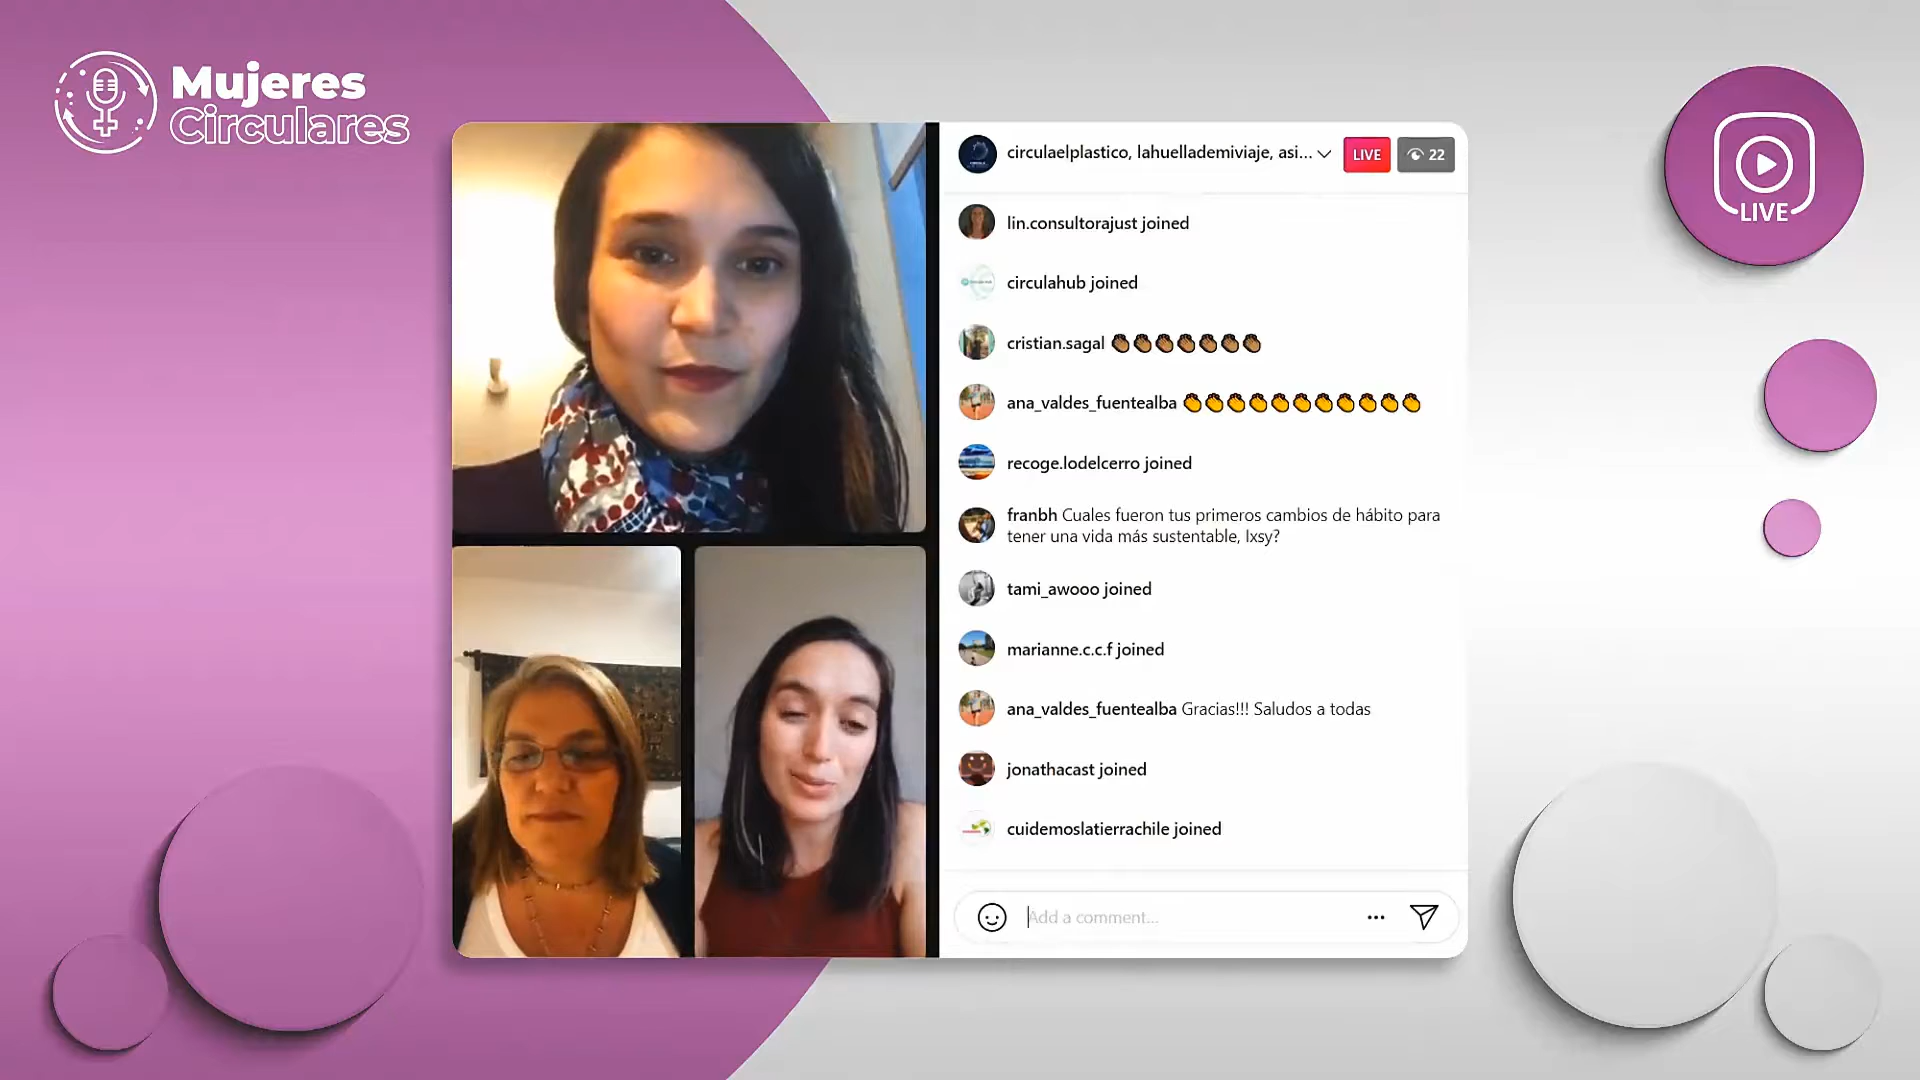 Mujeres
Circulares
circulaelplastico, lahuellademiviaje, asi...
LIVE
22
LIVE
lin.consultorajust joined
circulahub joined
cristian.sagal 👏🏽👏🏽👏🏽👏🏽👏🏽👏🏽👏🏽
ana_valdes_fuentealba 👏👏👏👏👏👏👏👏👏👏👏
recoge.lodelcerro joined
franbh Cuales fueron tus primeros cambios de hábito para
tener una vida más sustentable, Ixsy?
tami_awooo joined
marianne.c.c.f joined
ana_valdes_fuentealba Gracias!!! Saludos a todas
jonathacast joined
cuidemoslatierrachile joined
Add a comment...